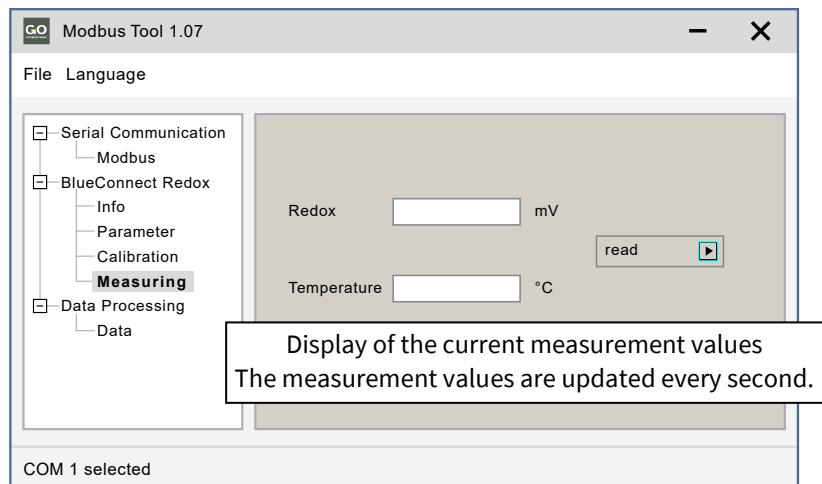 GO
Modbus Tool 1.07
File Language
Serial Communication
Modbus
BlueConnect Redox
Info
Parameter
Calibration
Measuring
Data Processing
Data
Redox mV
read
Temperature °C
Display of the current measurement values
The measurement values are updated every second.
COM 1 selected